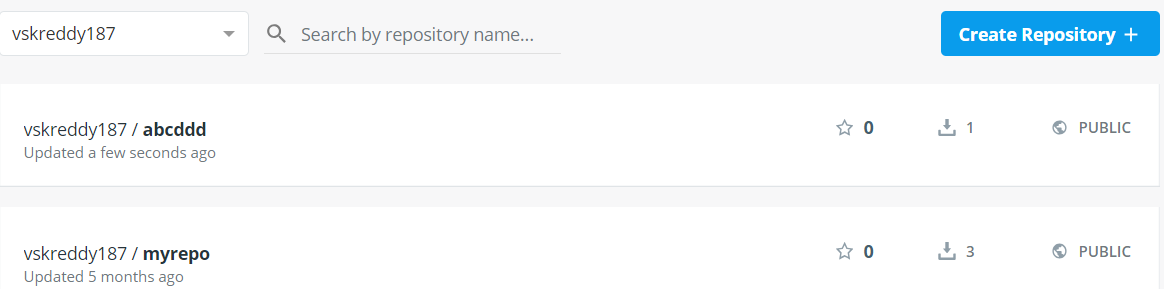 vskreddy187 Search by repository name... Create Repository +
vskreddy187 / abcddd 0 1 PUBLIC
Updated a few seconds ago
vskreddy187 / myrepo 0 3 PUBLIC
Updated 5 months ago